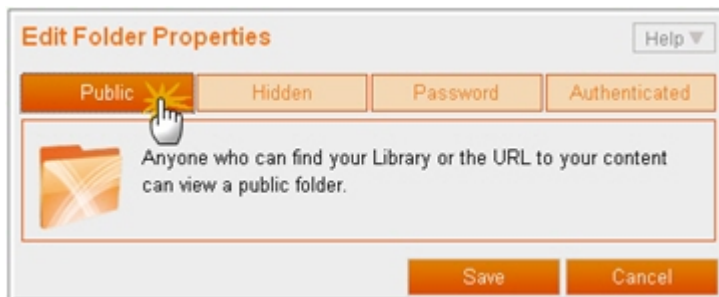 Edit Folder Properties
Help
Public
Hidden
Password
Authenticated
Anyone who can find your Library or the URL to your content
can view a public folder.
Save
Cancel